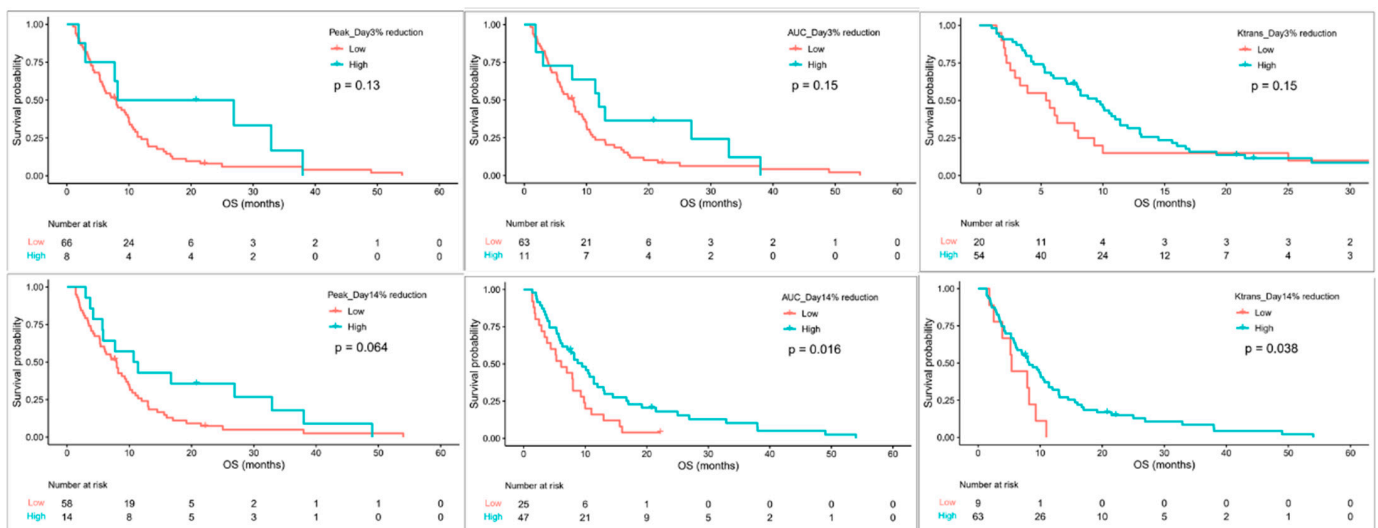 Peak_Day3% reduction
Low
High
p = 0.13
Survival probability
1.00
0.75
0.50
0.25
0.00
0 10 20 30 40 50 60
OS (months)
Number at risk
Low 66 24 6 3 2 1 0
High 8 4 4 2 0 0 0
AUC_Day3% reduction
Low
High
p = 0.15
Survival probability
1.00
0.75
0.50
0.25
0.00
0 10 20 30 40 50 60
OS (months)
Number at risk
Low 63 21 6 3 2 1 0
High 11 7 4 2 0 0 0
Ktrans_Day3% reduction
Low
High
p = 0.15
Survival probability
1.00
0.75
0.50
0.25
0.00
0 5 10 15 20 25 30
OS (months)
Number at risk
Low 20 11 4 3 3 3 2
High 54 40 24 12 7 4 3
Peak_Day14% reduction
Low
High
p = 0.064
Survival probability
1.00
0.75
0.50
0.25
0.00
0 10 20 30 40 50 60
OS (months)
Number at risk
Low 58 19 5 2 1 1 0
High 14 8 5 3 1 0 0
AUC_Day14% reduction
Low
High
p = 0.016
Survival probability
1.00
0.75
0.50
0.25
0.00
0 10 20 30 40 50 60
OS (months)
Number at risk
Low 25 6 1 0 0 0 0
High 47 21 9 5 2 1 0
Ktrans_Day14% reduction
Low
High
p = 0.038
Survival probability
1.00
0.75
0.50
0.25
0.00
0 10 20 30 40 50 60
OS (months)
Number at risk
Low 9 1 0 0 0 0 0
High 63 26 10 5 2 1 0